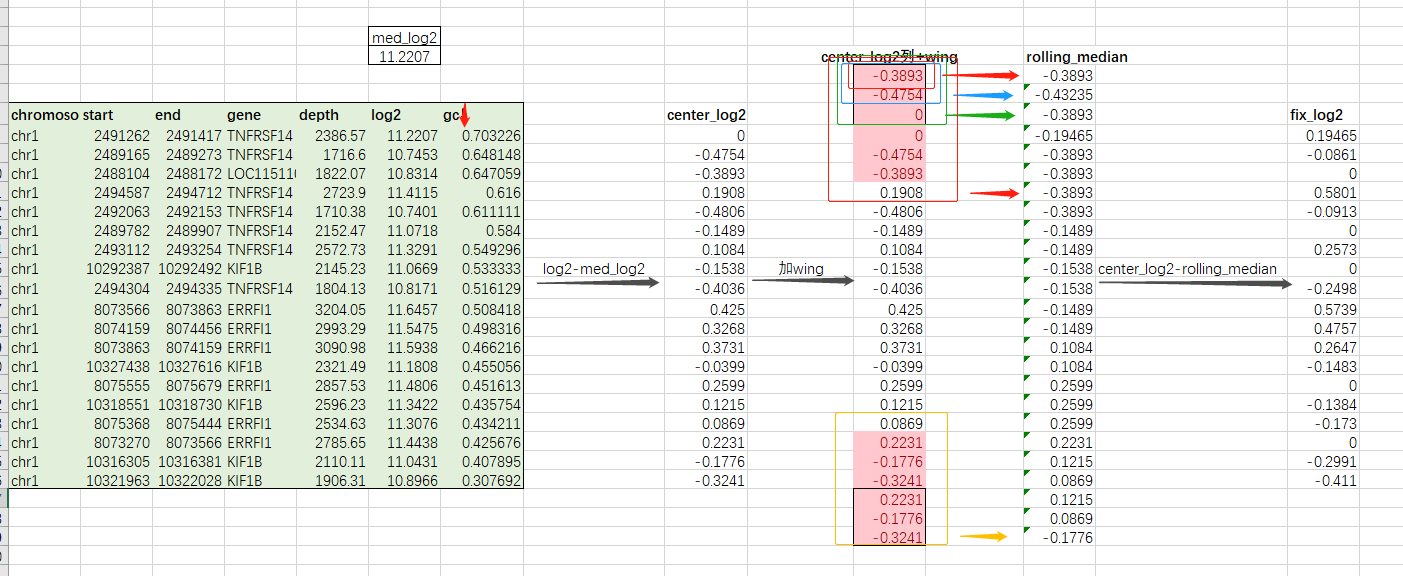 med_log2
11.2207
center_log2列+wing rolling_median
-0.3893 -0.3893
-0.4754 -0.43235
0 -0.3893
chromoso start end gene depth log2 gc center_log2 fix_log2
chr1 2491262 2491417 TNFRSF14 2386.57 11.2207 0.703226 0 0 -0.19465 0.19465
chr1 2489165 2489273 TNFRSF14 1716.6 10.7453 0.648148 -0.4754 -0.4754 -0.3893 -0.0861
chr1 2488104 2488172 LOC11511 1822.07 10.8314 0.647059 -0.3893 -0.3893 -0.3893 0
chr1 2494587 2494712 TNFRSF14 2723.9 11.4115 0.616 0.1908 0.1908 -0.3893 0.5801
chr1 2492063 2492153 TNFRSF14 1710.38 10.7401 0.611111 -0.4806 -0.4806 -0.3893 -0.0913
chr1 2489782 2489907 TNFRSF14 2152.47 11.0718 0.584 -0.1489 -0.1489 -0.1489 0
chr1 2493112 2493254 TNFRSF14 2572.73 11.3291 0.549296 0.1084 0.1084 -0.1489 0.2573
chr1 10292387 10292492 KIF1B 2145.23 11.0669 0.533333 log2-med_log2 -0.1538 加wing -0.1538 -0.1538 center_log2-rolling_median 0
chr1 2494304 2494335 TNFRSF14 1804.13 10.8171 0.516129 -0.4036 -0.4036 -0.1538 -0.2498
chr1 8073566 8073863 ERRFI1 3204.05 11.6457 0.508418 0.425 0.425 -0.1489 0.5739
chr1 8074159 8074456 ERRFI1 2993.29 11.5475 0.498316 0.3268 0.3268 -0.1489 0.4757
chr1 8073863 8074159 ERRFI1 3090.98 11.5938 0.466216 0.3731 0.3731 0.1084 0.2647
chr1 10327438 10327616 KIF1B 2321.49 11.1808 0.455056 -0.0399 -0.0399 0.1084 -0.1483
chr1 8075555 8075679 ERRFI1 2857.53 11.4806 0.451613 0.2599 0.2599 0.2599 0
chr1 10318551 10318730 KIF1B 2596.23 11.3422 0.435754 0.1215 0.1215 0.2599 -0.1384
chr1 8075368 8075444 ERRFI1 2534.63 11.3076 0.434211 0.0869 0.0869 0.2599 -0.173
chr1 8073270 8073566 ERRFI1 2785.65 11.4438 0.425676 0.2231 0.2231 0.2231 0
chr1 10316305 10316381 KIF1B 2110.11 11.0431 0.407895 -0.1776 -0.1776 0.1215 -0.2991
chr1 10321963 10322028 KIF1B 1906.31 10.8966 0.307692 -0.3241 -0.3241 0.0869 -0.411
0.2231 0.1215
-0.1776 0.0869
-0.3241 -0.1776